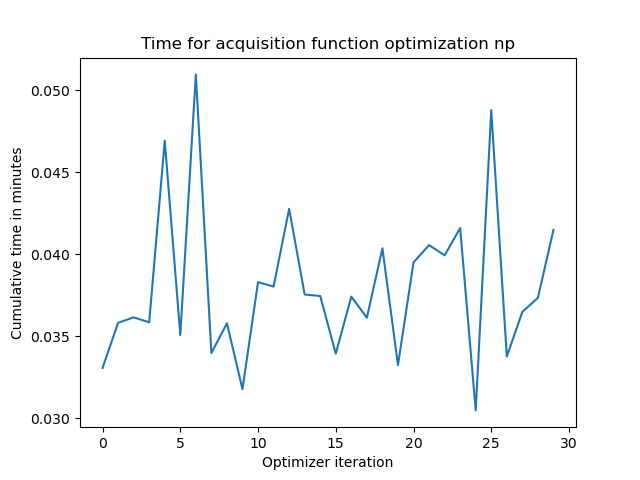 Time for acquisition function optimization np
Cumulative time in minutes
0.050
0.045
0.040
0.035
0.030
0 5 10 15 20 25 30
Optimizer iteration